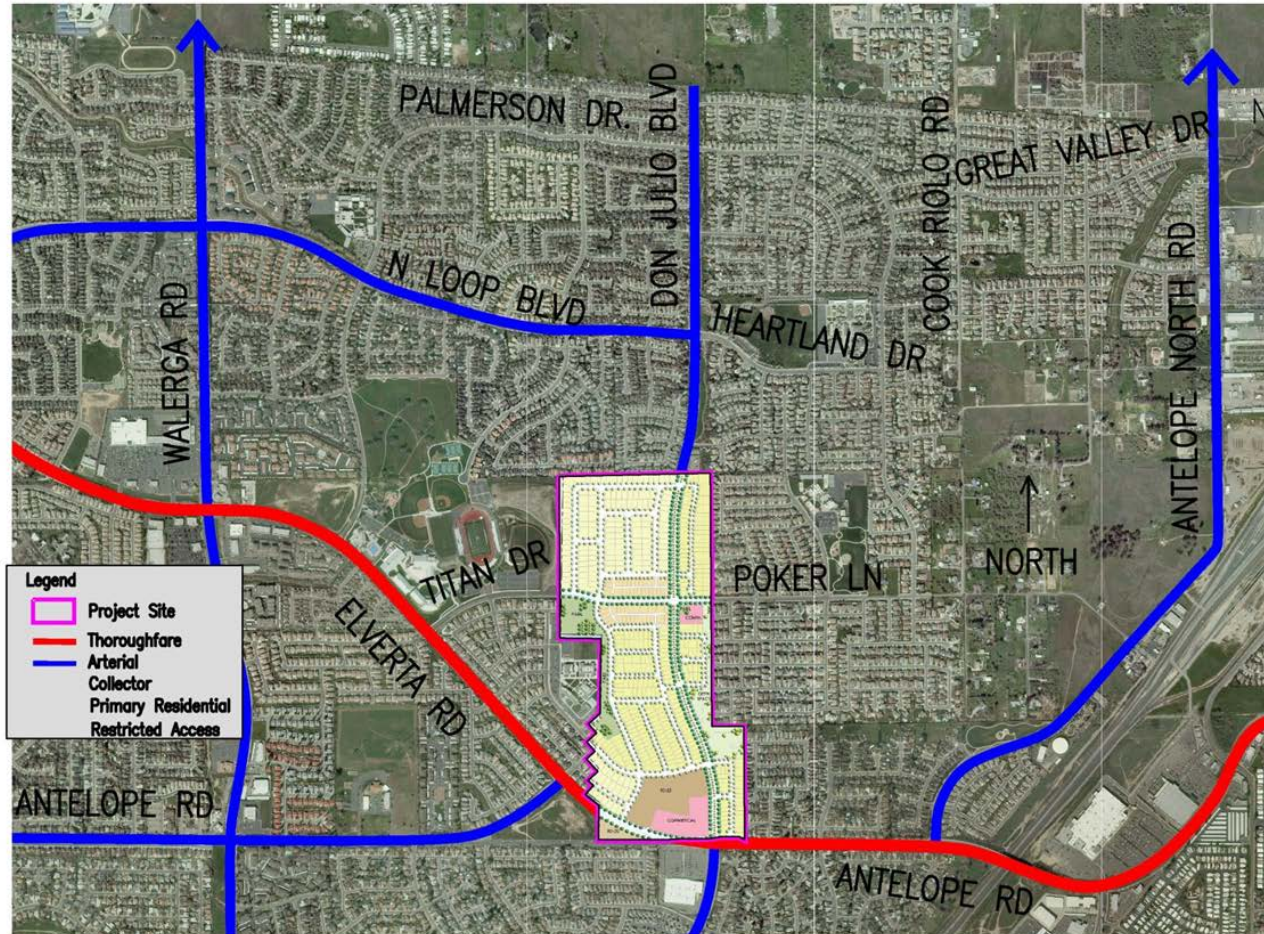 PALMERSON DR.
DON JULIO BLVD
COOK RIOLO RD
GREAT VALLEY DR
N
WALERGA RD
N LOOP BLVD
HEARTLAND DR
ANTELOPE NORTH RD
NORTH
TITAN DR
POKER LN
ELVERTA RD
Legend
Project Site
Thoroughfare
Arterial
Collector
Primary Residential
Restricted Access
ANTELOPE RD
COMMERCIAL
ANTELOPE RD